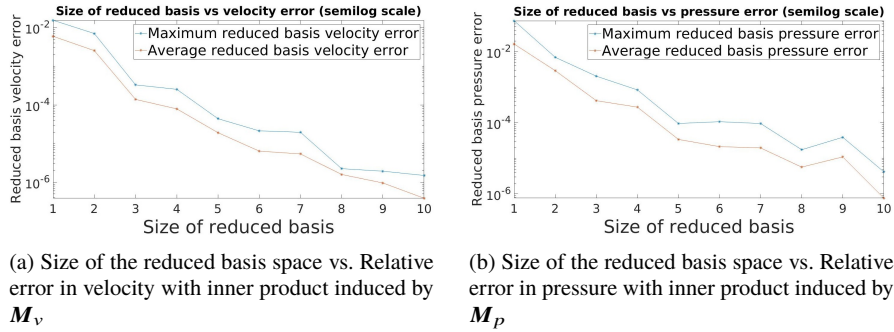 Size of reduced basis vs velocity error (semilog scale)
Maximum reduced basis velocity error
Average reduced basis velocity error
Reduced basis velocity error
10-2
10-4
10-6
1 2 3 4 5 6 7 8 9 10
Size of reduced basis
(a) Size of the reduced basis space vs. Relative
error in velocity with inner product induced by
Mv
Size of reduced basis vs pressure error (semilog scale)
Maximum reduced basis pressure error
Average reduced basis pressure error
Reduced basis pressure error
10-2
10-4
10-6
1 2 3 4 5 6 7 8 9 10
Size of reduced basis
(b) Size of the reduced basis space vs. Relative
error in pressure with inner product induced by
Mp